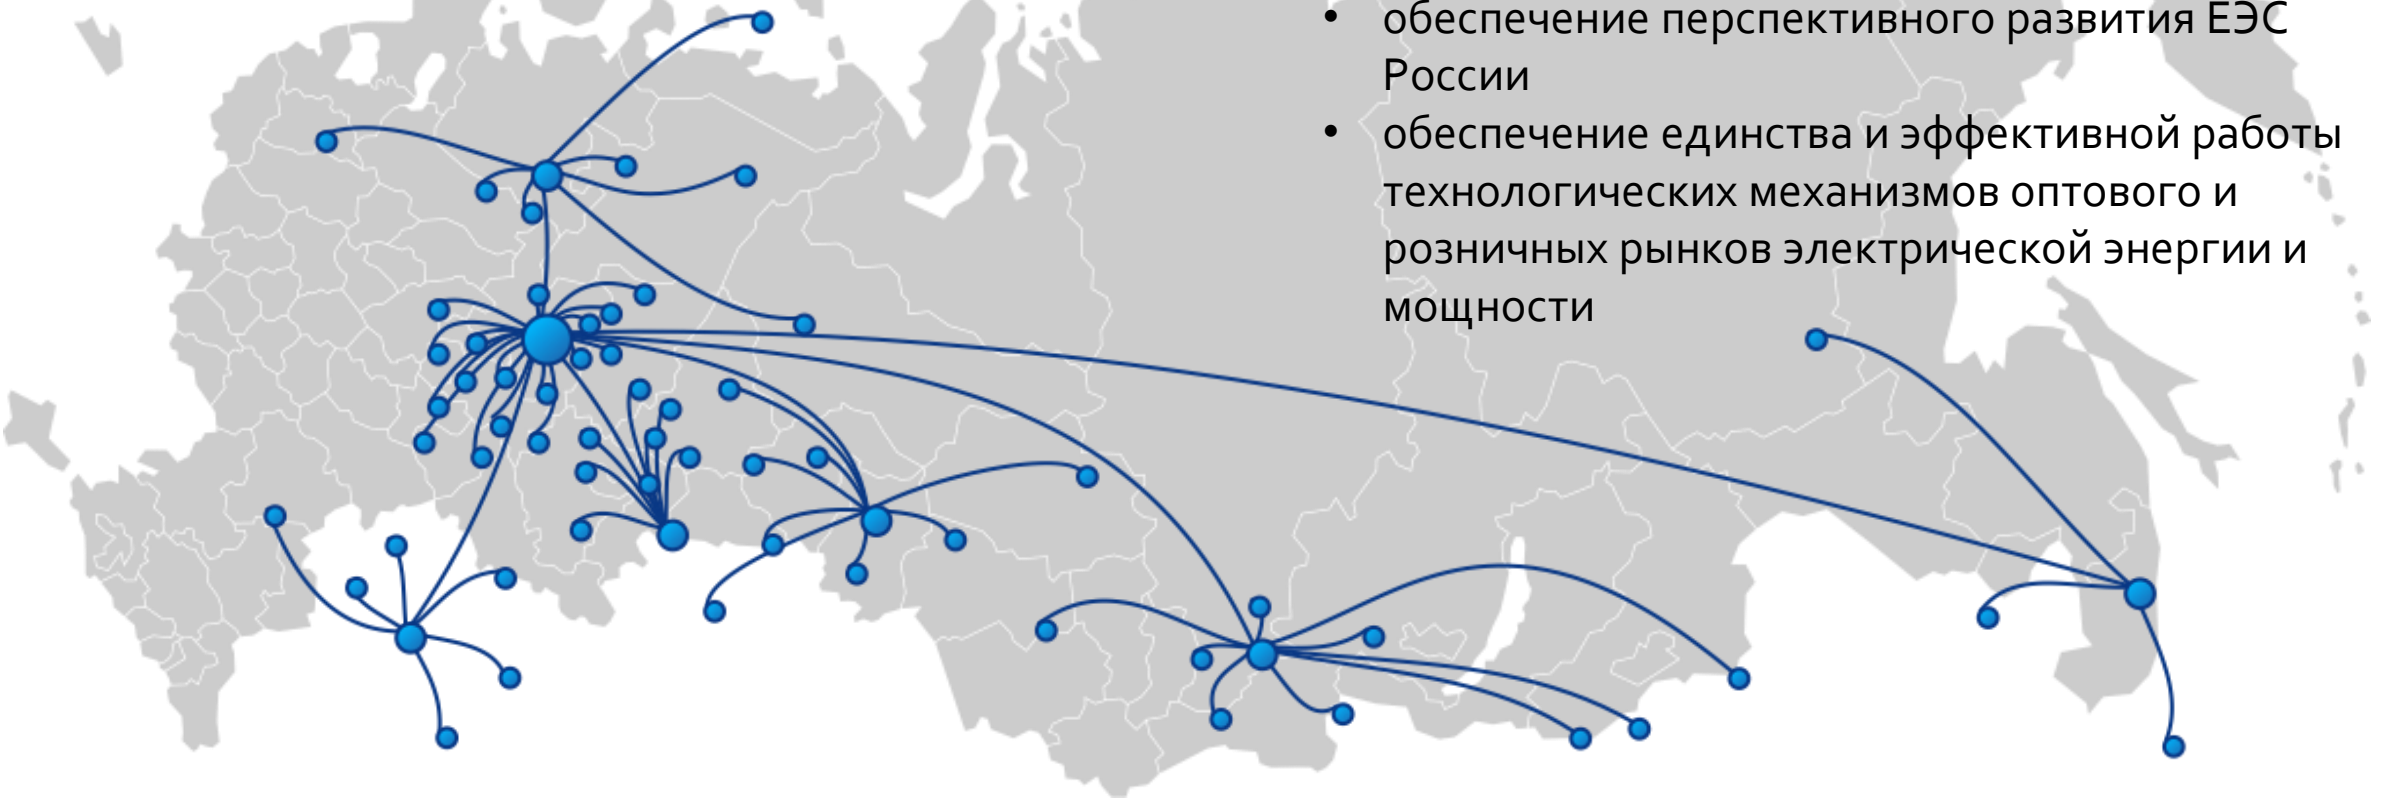 • обеспечение перспективного развития ЕЭС
России
• обеспечение единства и эффективной работы
технологических механизмов оптового и
розничных рынков электрической энергии и
мощности